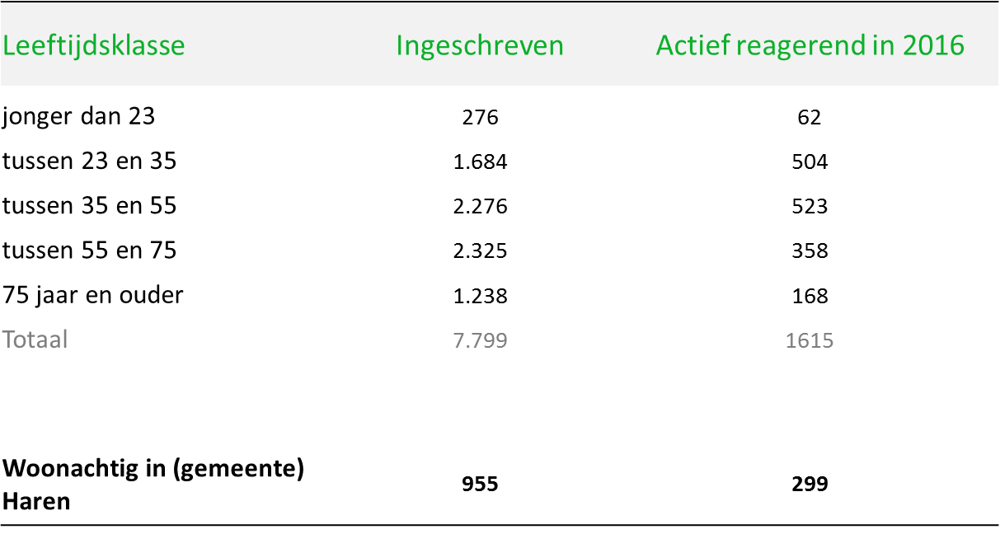 Leeftijdsklasse Ingeschreven Actief reagerend in 2016
jonger dan 23 276 62
tussen 23 en 35 1.684 504
tussen 35 en 55 2.276 523
tussen 55 en 75 2.325 358
75 jaar en ouder 1.238 168
Totaal 7.799 1615
Woonachtig in (gemeente)
Haren 955 299